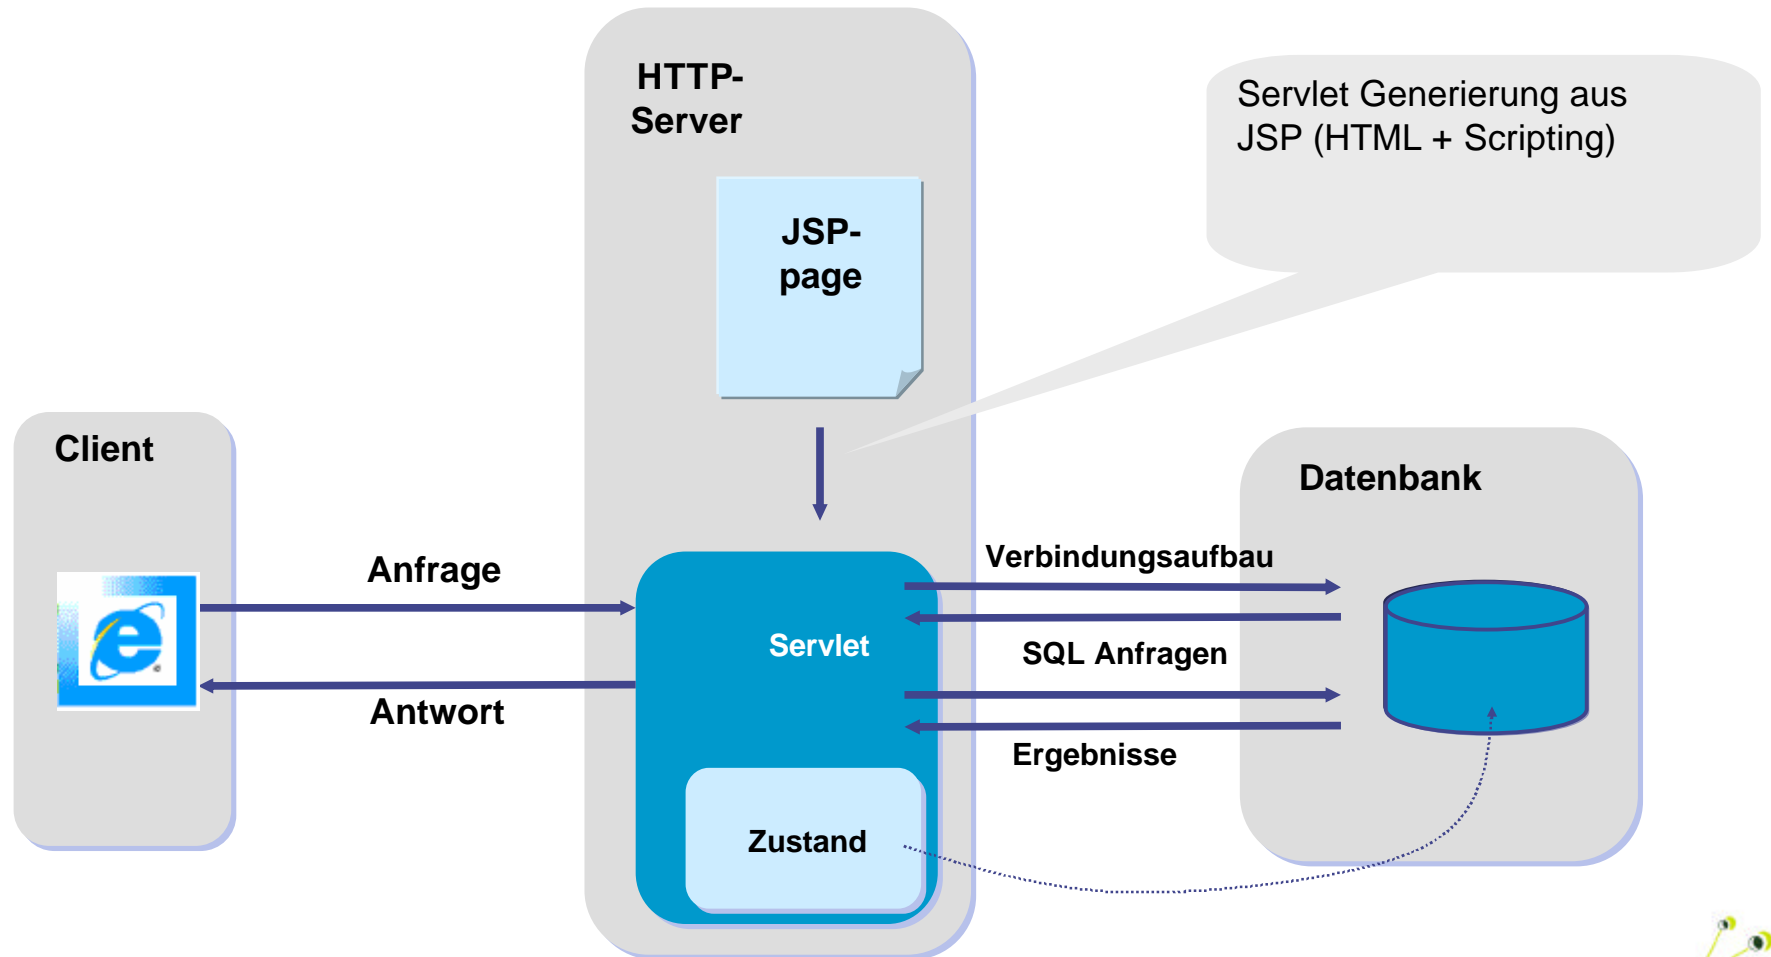 HTTP-
Server
Servlet Generierung aus
JSP (HTML + Scripting)
JSP-
page
Client
Datenbank
Anfrage
Verbindungsaufbau
Servlet
SQL Anfragen
Antwort
Ergebnisse
Zustand